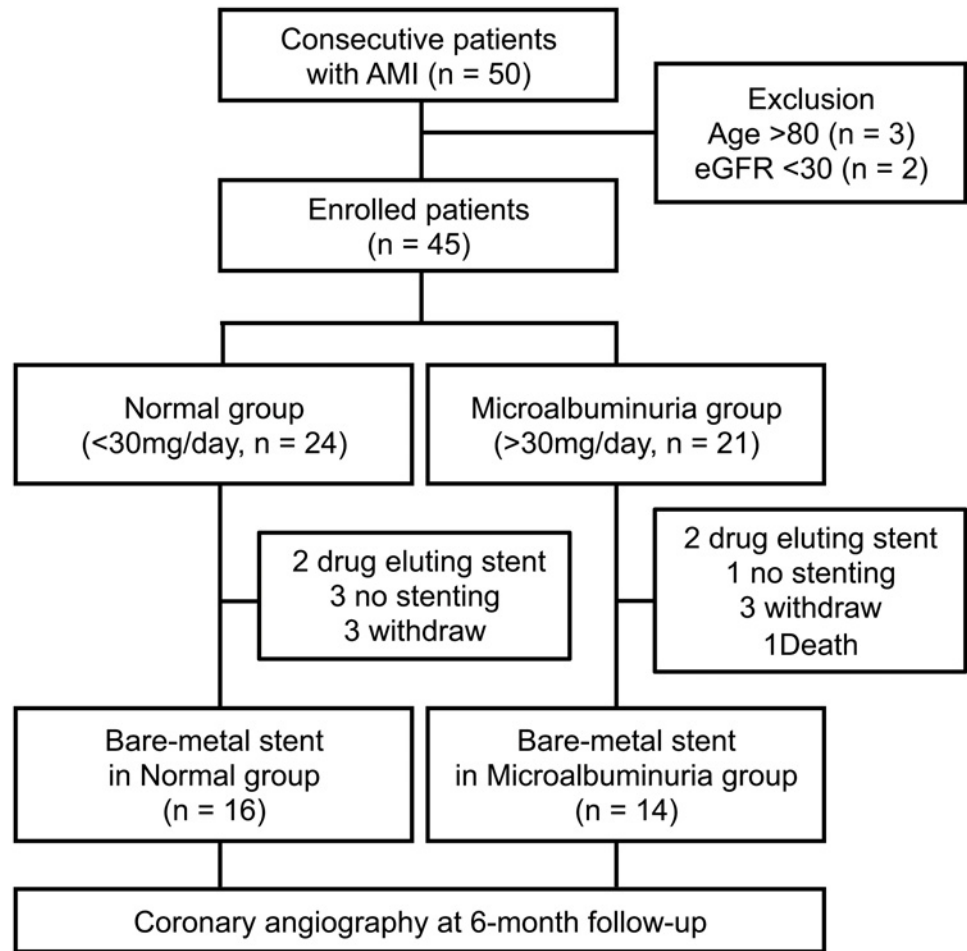 Consecutive patients
with AMI (n = 50)
Exclusion
Age >80 (n = 3)
eGFR <30 (n = 2)
Enrolled patients
(n = 45)
Normal group
(<30mg/day, n = 24)
Microalbuminuria group
(>30mg/day, n = 21)
2 drug eluting stent
3 no stenting
3 withdraw
2 drug eluting stent
1 no stenting
3 withdraw
1Death
Bare-metal stent
in Normal group
(n = 16)
Bare-metal stent
in Microalbuminuria group
(n = 14)
Coronary angiography at 6-month follow-up